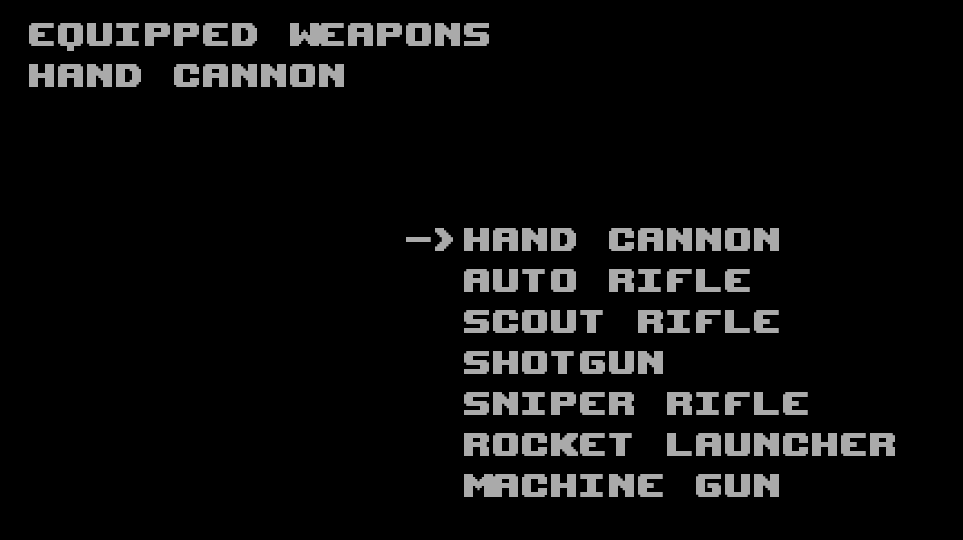 EQUIPPED WEAPONS
HAND CANNON
->HAND CANNON
AUTO RIFLE
SCOUT RIFLE
SHOTGUN
SNIPER RIFLE
ROCKET LAUNCHER
MACHINE GUN